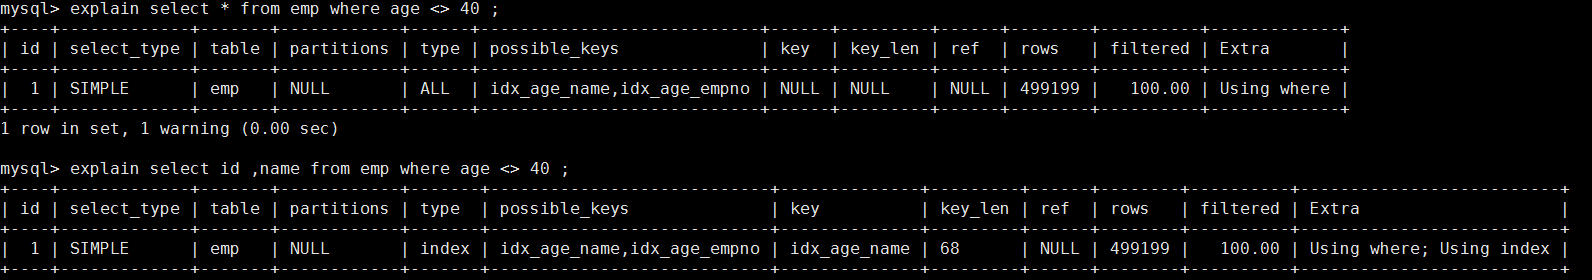 mysql> explain select * from emp where age <> 40 ;
+----+-------------+-------+------------+------+----------------------------+------+---------+------+--------+----------+-------------+
| id | select_type | table | partitions | type | possible_keys              | key  | key_len | ref  | rows   | filtered | Extra       |
+----+-------------+-------+------------+------+----------------------------+------+---------+------+--------+----------+-------------+
|  1 | SIMPLE      | emp   | NULL       | ALL  | idx_age_name,idx_age_empno | NULL | NULL    | NULL | 499199 |   100.00 | Using where |
+----+-------------+-------+------------+------+----------------------------+------+---------+------+--------+----------+-------------+
1 row in set, 1 warning (0.00 sec)

mysql> explain select id ,name from emp where age <> 40 ;
+----+-------------+-------+------------+-------+----------------------------+--------------+---------+------+--------+----------+--------------------------+
| id | select_type | table | partitions | type  | possible_keys              | key          | key_len | ref  | rows   | filtered | Extra                    |
+----+-------------+-------+------------+-------+----------------------------+--------------+---------+------+--------+----------+--------------------------+
|  1 | SIMPLE      | emp   | NULL       | index | idx_age_name,idx_age_empno | idx_age_name | 68      | NULL | 499199 |   100.00 | Using where; Using index |
+----+-------------+-------+------------+-------+----------------------------+--------------+---------+------+--------+----------+--------------------------+